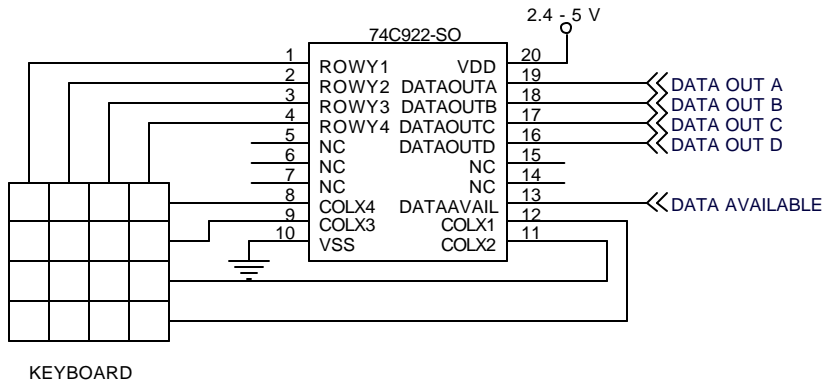 2.4 - 5 V
74C922-SO
1 ROWY1 VDD 20
2 ROWY2 DATAOUTA 19 DATA OUT A
3 ROWY3 DATAOUTB 18 DATA OUT B
4 ROWY4 DATAOUTC 17 DATA OUT C
5 NC DATAOUTD 16 DATA OUT D
6 NC NC 15
7 NC NC 14
8 COLX4 DATAAVAIL 13 DATA AVAILABLE
9 COLX3 COLX1 12
10 VSS COLX2 11
KEYBOARD